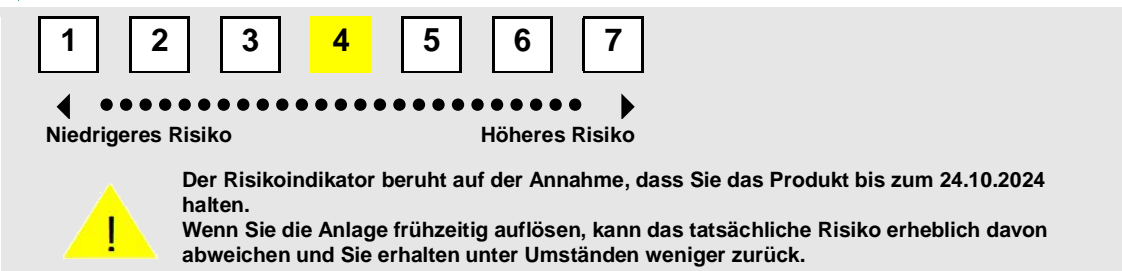 1 2 3 4 5 6 7
Niedrigeres Risiko Höheres Risiko
!
Der Risikoindikator beruht auf der Annahme, dass Sie das Produkt bis zum 24.10.2024
halten.
Wenn Sie die Anlage frühzeitig auflösen, kann das tatsächliche Risiko erheblich davon
abweichen und Sie erhalten unter Umständen weniger zurück.